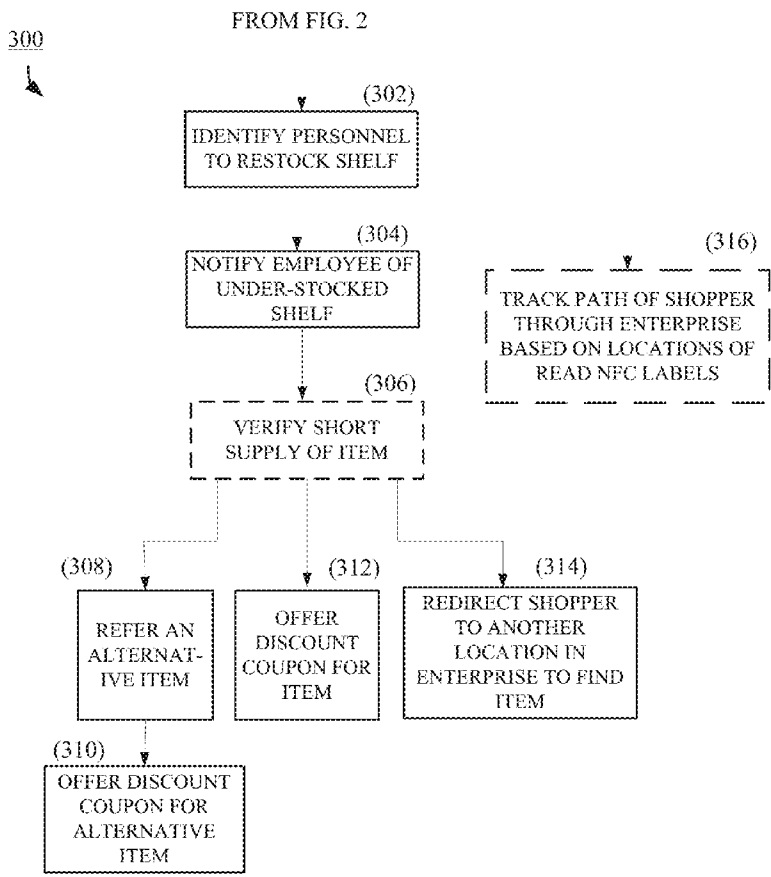 FROM FIG. 2
300
(302)
IDENTIFY PERSONNEL
TO RESTOCK SHELF
(304)
NOTIFY EMPLOYEE OF
UNDER-STOCKED
SHELF
(316)
TRACK PATH OF SHOPPER
THROUGH ENTERPRISE
BASED ON LOCATIONS OF
READ NFC LABELS
(306)
VERIFY SHORT
SUPPLY OF ITEM
(308)
REFER AN
ALTERNAT-
IVE ITEM
(312)
OFFER
DISCOUNT
COUPON FOR
ITEM
(314)
REDIRECT SHOPPER
TO ANOTHER
LOCATION IN
ENTERPRISE TO FIND
ITEM
(310)
OFFER DISCOUNT
COUPON FOR
ALTERNATIVE
ITEM